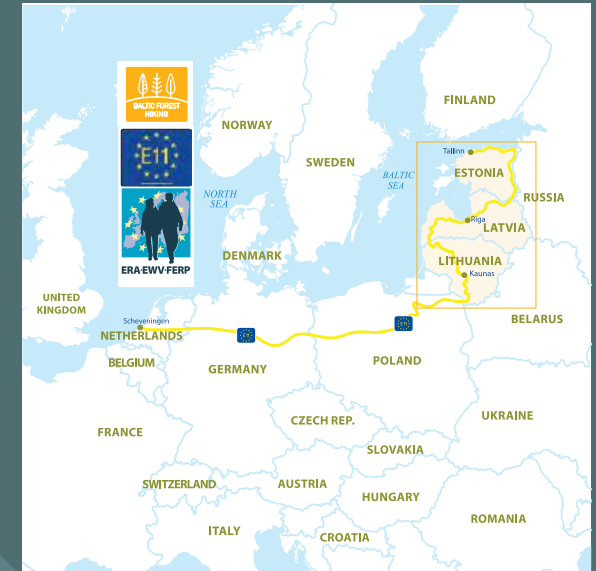 FINLAND
BALTIC FOREST
HIKING
NORWAY
E11
SWEDEN
Tallinn
ESTONIA
BALTIC
SEA
NORTH
SEA
RUSSIA
Riga
LATVIA
DENMARK
LITHUANIA
Kaunas
ERA-EWV-FERP
UNITED
KINGDOM
Scheveningen
NETHERLANDS
E11
BELARUS
BELGIUM
GERMANY
POLAND
FRANCE
CZECH REP.
UKRAINE
SLOVAKIA
SWITZERLAND
AUSTRIA
HUNGARY
ROMANIA
ITALY
CROATIA